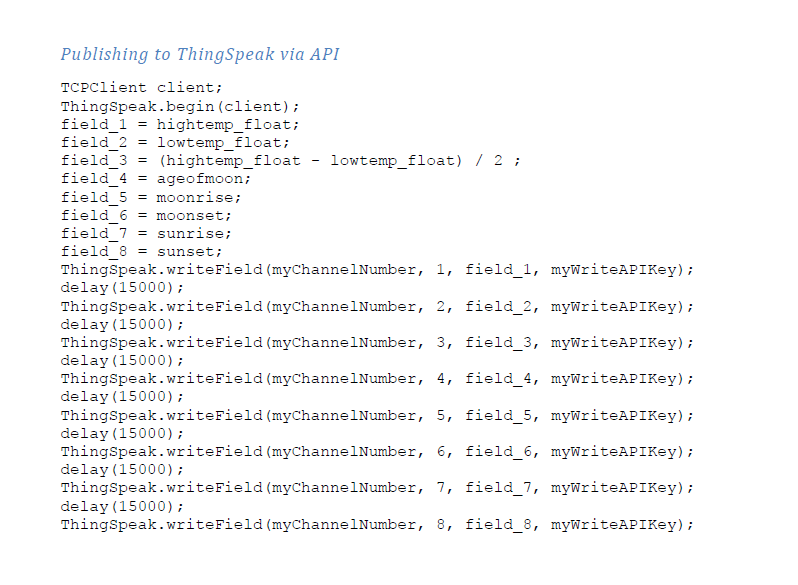 Publishing to ThingSpeak via API
TCPClient client;
ThingSpeak.begin(client);
field_1 = hightemp_float;
field_2 = lowtemp_float;
field_3 = (hightemp_float - lowtemp_float) / 2 ;
field_4 = ageofmoon;
field_5 = moonrise;
field_6 = moonset;
field_7 = sunrise;
field_8 = sunset;
ThingSpeak.writeField(myChannelNumber, 1, field_1, myWriteAPIKey);
delay(15000);
ThingSpeak.writeField(myChannelNumber, 2, field_2, myWriteAPIKey);
delay(15000);
ThingSpeak.writeField(myChannelNumber, 3, field_3, myWriteAPIKey);
delay(15000);
ThingSpeak.writeField(myChannelNumber, 4, field_4, myWriteAPIKey);
delay(15000);
ThingSpeak.writeField(myChannelNumber, 5, field_5, myWriteAPIKey);
delay(15000);
ThingSpeak.writeField(myChannelNumber, 6, field_6, myWriteAPIKey);
delay(15000);
ThingSpeak.writeField(myChannelNumber, 7, field_7, myWriteAPIKey);
delay(15000);
ThingSpeak.writeField(myChannelNumber, 8, field_8, myWriteAPIKey);